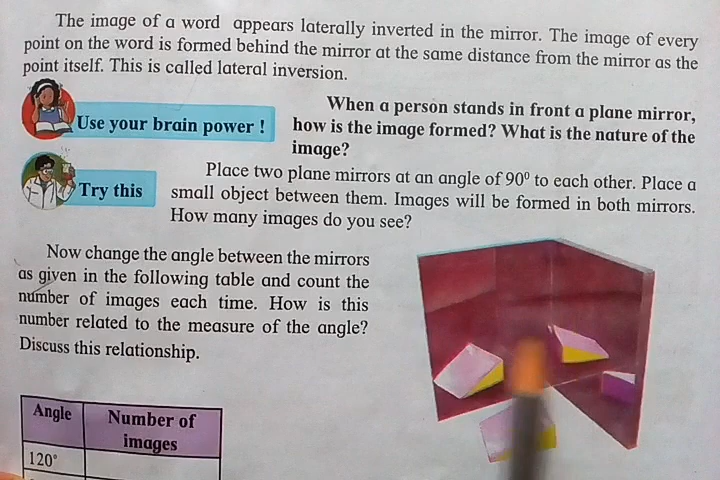 The image of a word appears laterally inverted in the mirror. The image of every
point on the word is formed behind the mirror at the same distance from the mirror as the
point itself. This is called lateral inversion.
Use your brain power !
When a person stands in front a plane mirror,
how is the image formed? What is the nature of the
image?
Try this
Place two plane mirrors at an angle of 90⁰ to each other. Place a
small object between them. Images will be formed in both mirrors.
How many images do you see?
Now change the angle between the mirrors
as given in the following table and count the
number of images each time. How is this
number related to the measure of the angle?
Discuss this relationship.
Angle Number of
images
120°